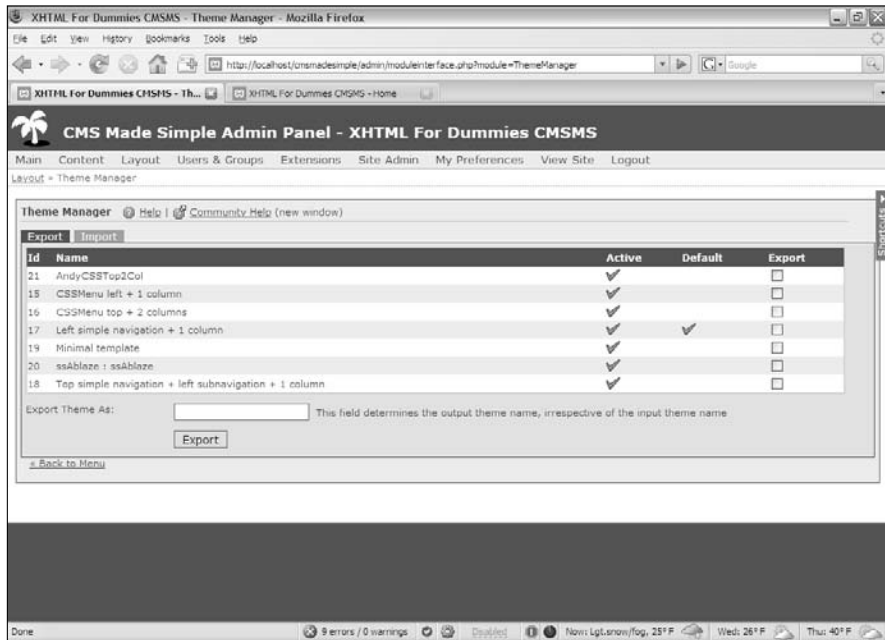 XHTML For Dummies CMSMS - Theme Manager - Mozilla Firefox
File Edit View History Bookmarks Tools Help
http://localhost/cmsmadesimple/admin/moduleinterface.php?module=ThemeManager
Google
XHTML For Dummies CMSMS - Th...
XHTML For Dummies CMSMS - Home
CMS Made Simple Admin Panel - XHTML For Dummies CMSMS
Main Content Layout Users & Groups Extensions Site Admin My Preferences View Site Logout
Layout » Theme Manager
Shortcuts
Theme Manager Help | Community Help (new window)
Export Import
Id Name Active Default Export
21 AndyCSSTop2Col
15 CSSMenu left + 1 column
16 CSSMenu top + 2 columns
17 Left simple navigation + 1 column
19 Minimal template
20 ssAblaze : ssAblaze
18 Top simple navigation + left subnavigation + 1 column
Export Theme As: This field determines the output theme name, irrespective of the input theme name
Export
« Back to Menu
Done 9 errors / 0 warnings Disabled Now: Lgt.snow/fog, 25° F Wed: 26° F Thu: 40° F